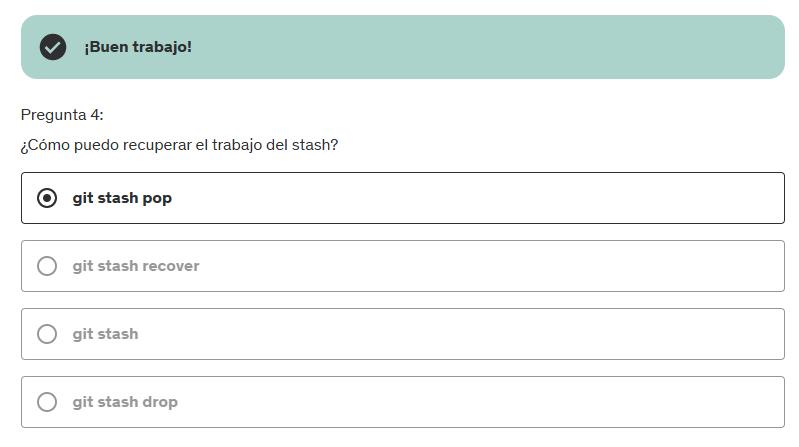 ¡Buen trabajo!
Pregunta 4:
¿Cómo puedo recuperar el trabajo del stash?
git stash pop
git stash recover
git stash
git stash drop